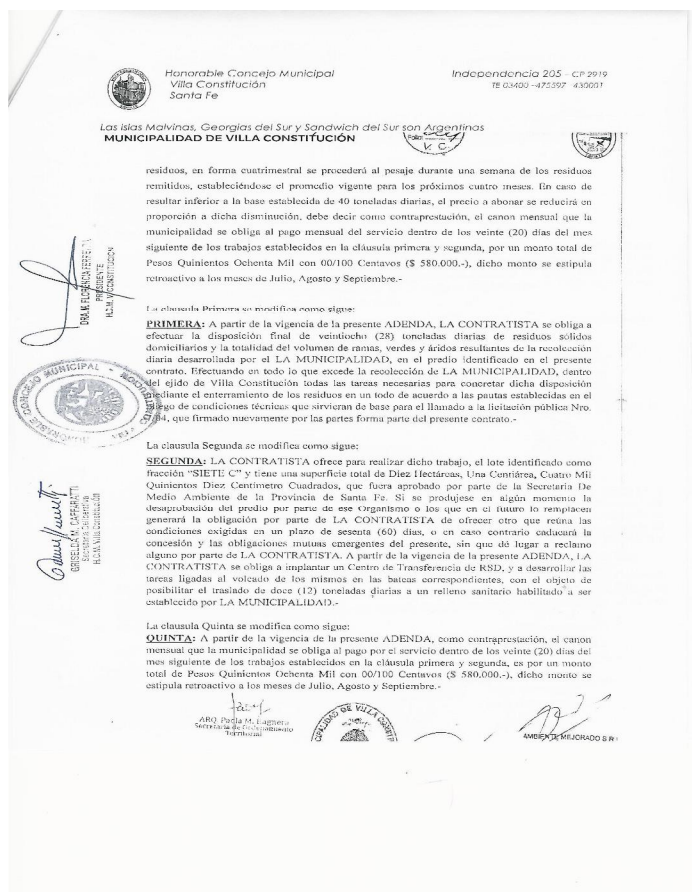 Honorable Concejo Municipal
Villa Constitución
Santa Fe
Independencia 205 - CP 2919
TE 03400 -475397 430001
Las Islas Malvinas, Georgias del Sur y Sandwich del Sur son Argentinas
MUNICIPALIDAD DE VILLA CONSTITUCIÓN
Folio
V. C.
residuos, en forma cuatrimestral se procederá al pesaje durante una semana de los residuos
remitidos, estableciéndose el promedio vigente para los próximos cuatro meses. En caso de
resultar inferior a la base establecida de 40 toneladas diarias, el precio a abonar se reducirá en
proporción a dicha disminución, debe decir como contraprestación, el canon mensual que la
municipalidad se obliga al pago mensual del servicio dentro de los veinte (20) días del mes
siguiente de los trabajos establecidos en la cláusula primera y segunda, por un monto total de
Pesos Quinientos Ochenta Mil con 00/100 Centavos ($ 580.000.-), dicho monto se estipula
retroactivo a los meses de Julio, Agosto y Septiembre.-
La clausula Primera se modifica como sigue:
PRIMERA: A partir de la vigencia de la presente ADENDA, LA CONTRATISTA se obliga a
efectuar la disposición final de veintiocho (28) toneladas diarias de residuos sólidos
domiciliarios y la totalidad del volumen de ramas, verdes y áridos resultantes de la recolección
diaria desarrollada por el LA MUNICIPALIDAD, en el predio identificado en el presente
contrato. Efectuando en todo lo que excede la recolección de LA MUNICIPALIDAD, dentro
del ejido de Villa Constitución todas las tareas necesarias para concretar dicha disposición
mediante el enterramiento de los residuos en un todo de acuerdo a las pautas establecidas en el
pliego de condiciones técnicas que sirvieran de base para el llamado a la licitación pública Nro.
que firmado nuevamente por las partes forma parte del presente contrato.-
La clausula Segunda se modifica como sigue:
SEGUNDA: LA CONTRATISTA ofrece para realizar dicho trabajo, el lote identificado como
fracción "SIETE C" y tiene una superficie total de Diez Hectáreas, Una Centiárea, Cuatro Mil
Quinientos Diez Centímetro Cuadrados, que fuera aprobado por parte de la Secretaria De
Medio Ambiente de la Provincia de Santa Fe. Si se produjese en algún momento la
desaprobación del predio por parte de ese Organismo o los que en el futuro lo remplacen
generará la obligación por parte de LA CONTRATISTA de ofrecer otro que reúna las
condiciones exigidas en un plazo de sesenta (60) días, o en caso contrario caducará la
concesión y las obligaciones mutuas emergentes del presente, sin que dé lugar a reclamo
alguno por parte de LA CONTRATISTA. A partir de la vigencia de la presente ADENDA, LA
CONTRATISTA se obliga a implantar un Centro de Transferencia de RSD, y a desarrollar las
tareas ligadas al volcado de los mismos en las bateas correspondientes, con el objeto de
posibilitar el traslado de doce (12) toneladas diarias a un relleno sanitario habilitado a ser
establecido por LA MUNICIPALIDAD.-
La clausula Quinta se modifica como sigue:
QUINTA: A partir de la vigencia de la presente ADENDA, como contraprestación, el canon
mensual que la municipalidad se obliga al pago por el servicio dentro de los veinte (20) días del
mes siguiente de los trabajos establecidos en la cláusula primera y segunda, es por un monto
total de Pesos Quinientos Ochenta Mil con 00/100 Centavos ($ 580.000.-), dicho monto se
estipula retroactivo a los meses de Julio, Agosto y Septiembre.-
DRA. M. FLORENCIA FERRE
PRESIDENTE
H.C.M. V. CONSTITUCION
CONCEJO MUNICIPAL
HONORABLE
VILLA
GRISELDA M. CAFFARATTI
Secretaria Del
H.C.M. Villa Constitución
ARQ. Paola M. Bagnera
Secretaria de Ordenamiento
Territorial
DE VILLA
AMBIENTE MEJORADO S R